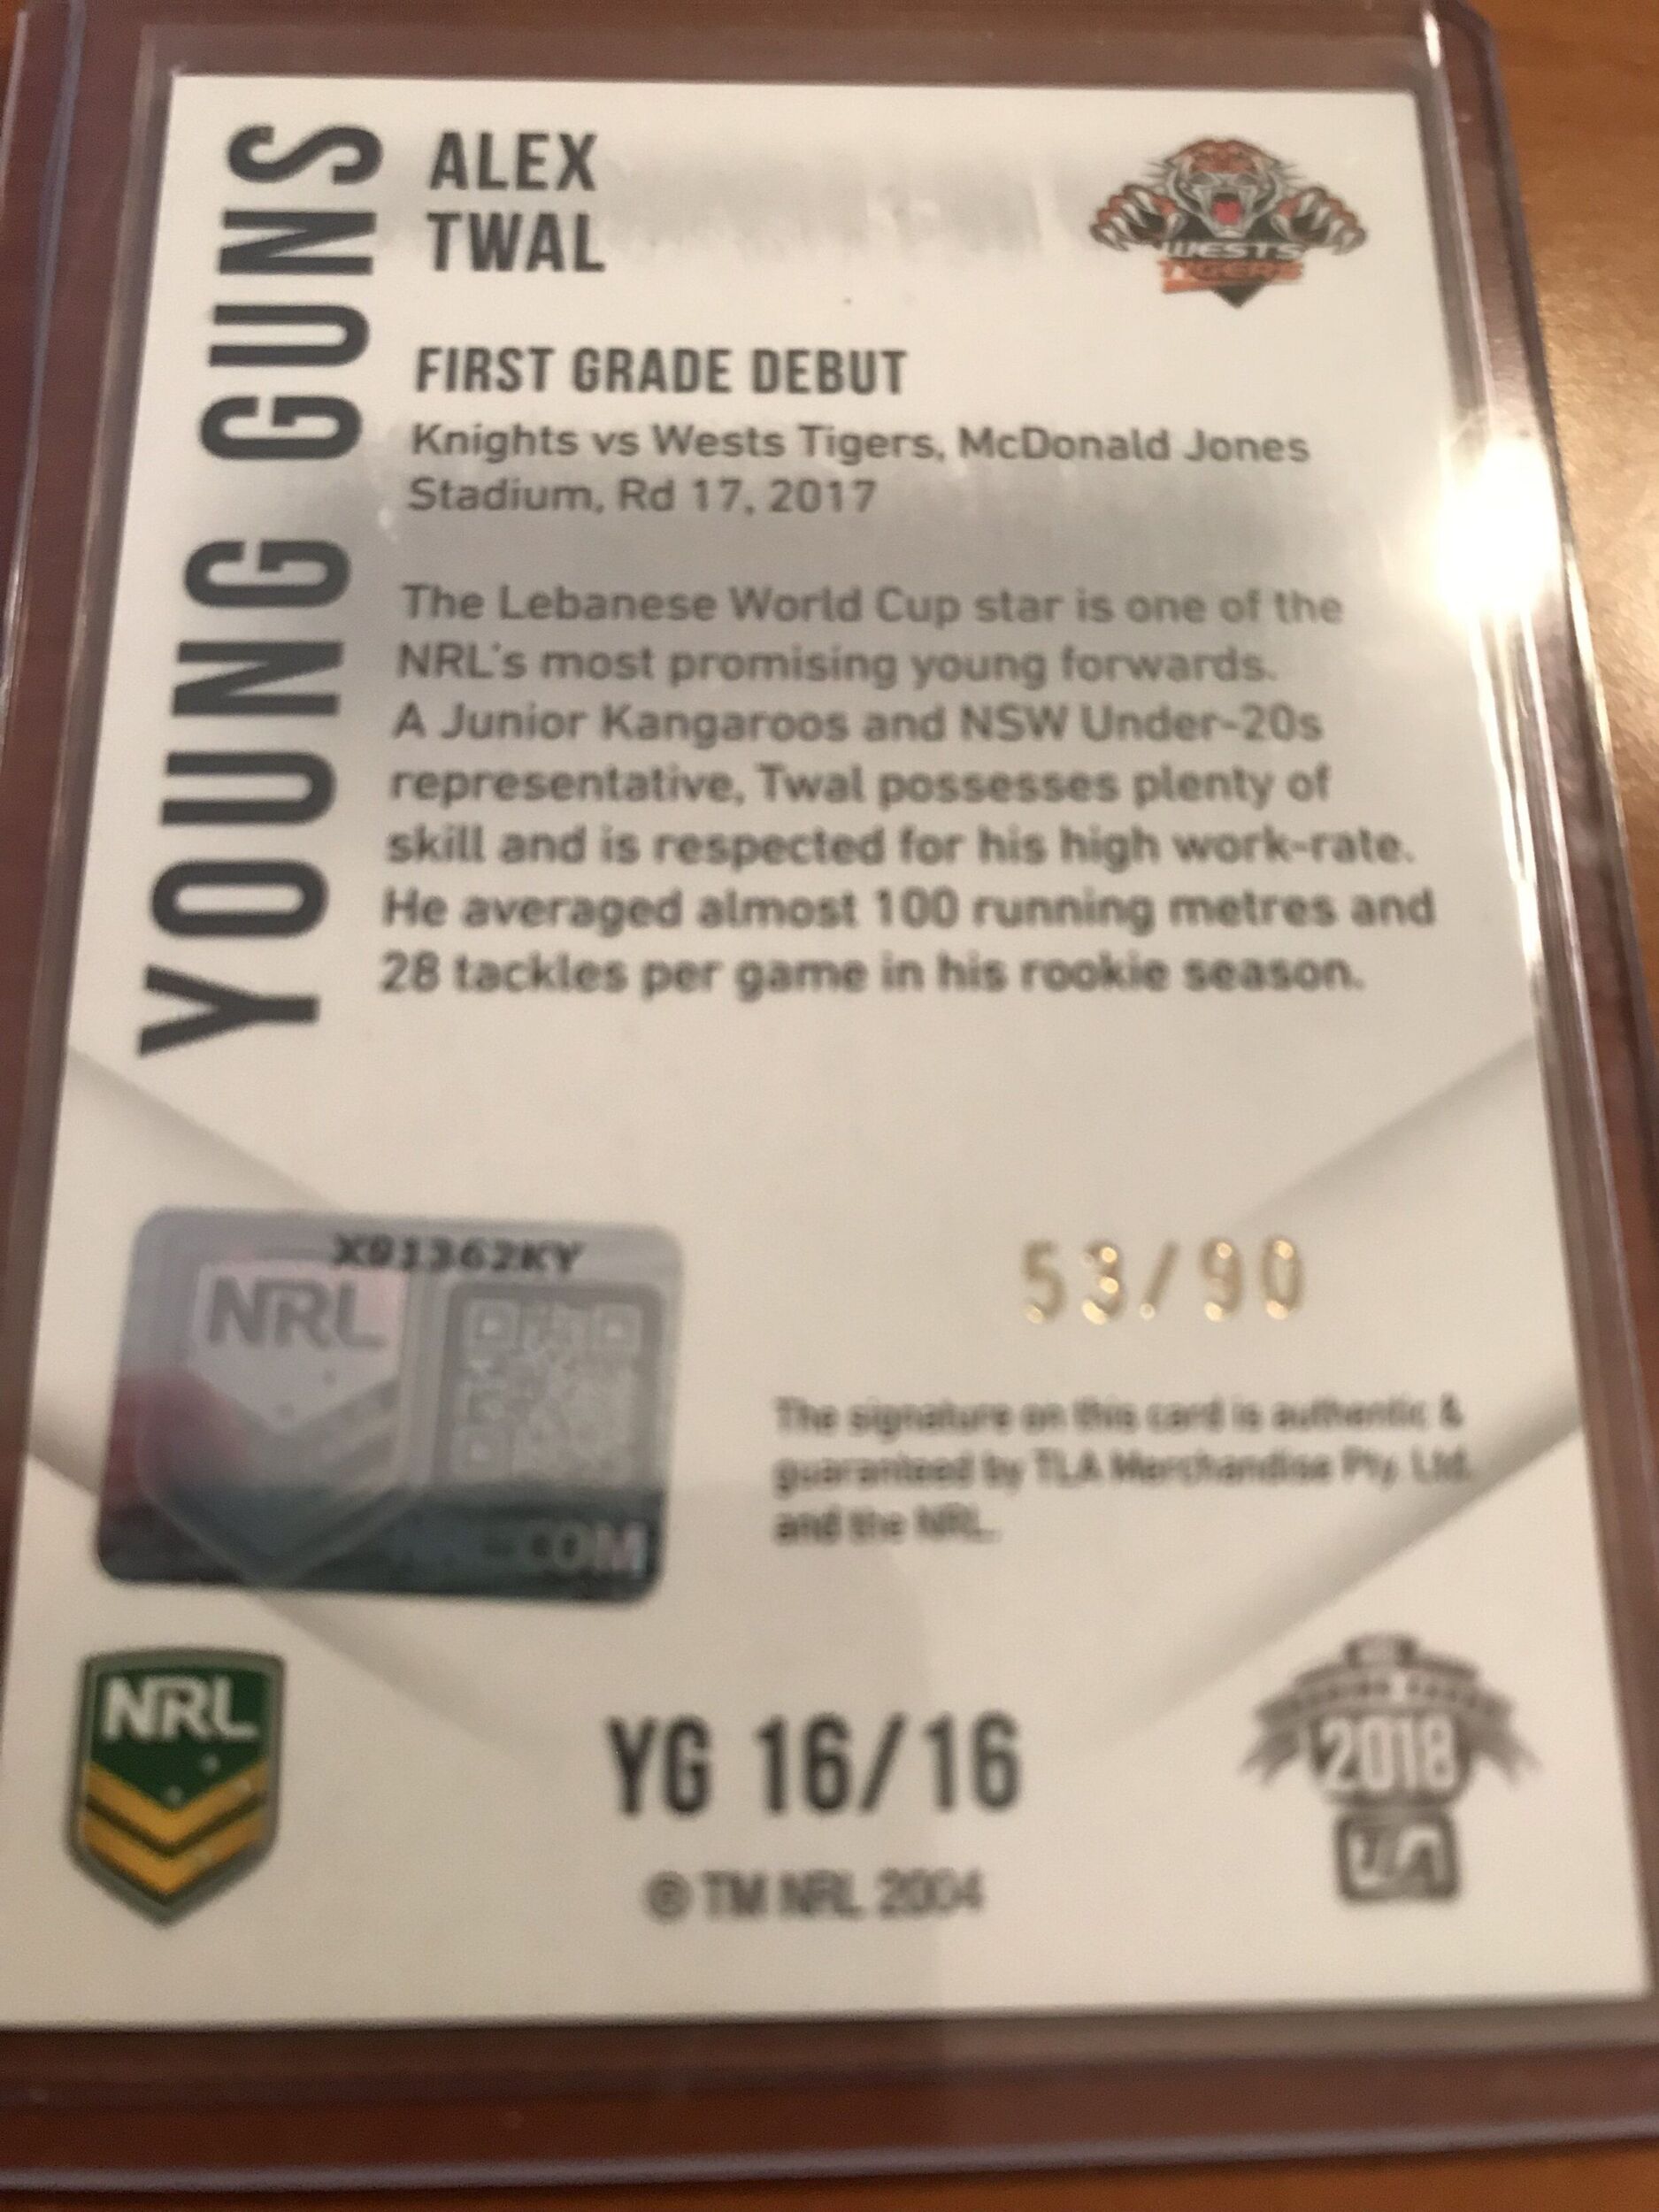 YOUNG GUNS
ALEX
TWAL
WESTS
TIGERS
FIRST GRADE DEBUT
Knights vs Wests Tigers, McDonald Jones
Stadium, Rd 17, 2017
The Lebanese World Cup star is one of the
NRL's most promising young forwards.
A Junior Kangaroos and NSW Under-20s
representative, Twal possesses plenty of
skill and is respected for his high work-rate.
He averaged almost 100 running metres and
28 tackles per game in his rookie season.
X91362KY
NRL
.COM
53/90
The signature on this card is authentic &
guaranteed by TLA Merchandise Pty. Ltd.
and the NRL.
NRL
YG 16/16
2018
© TM NRL 2004